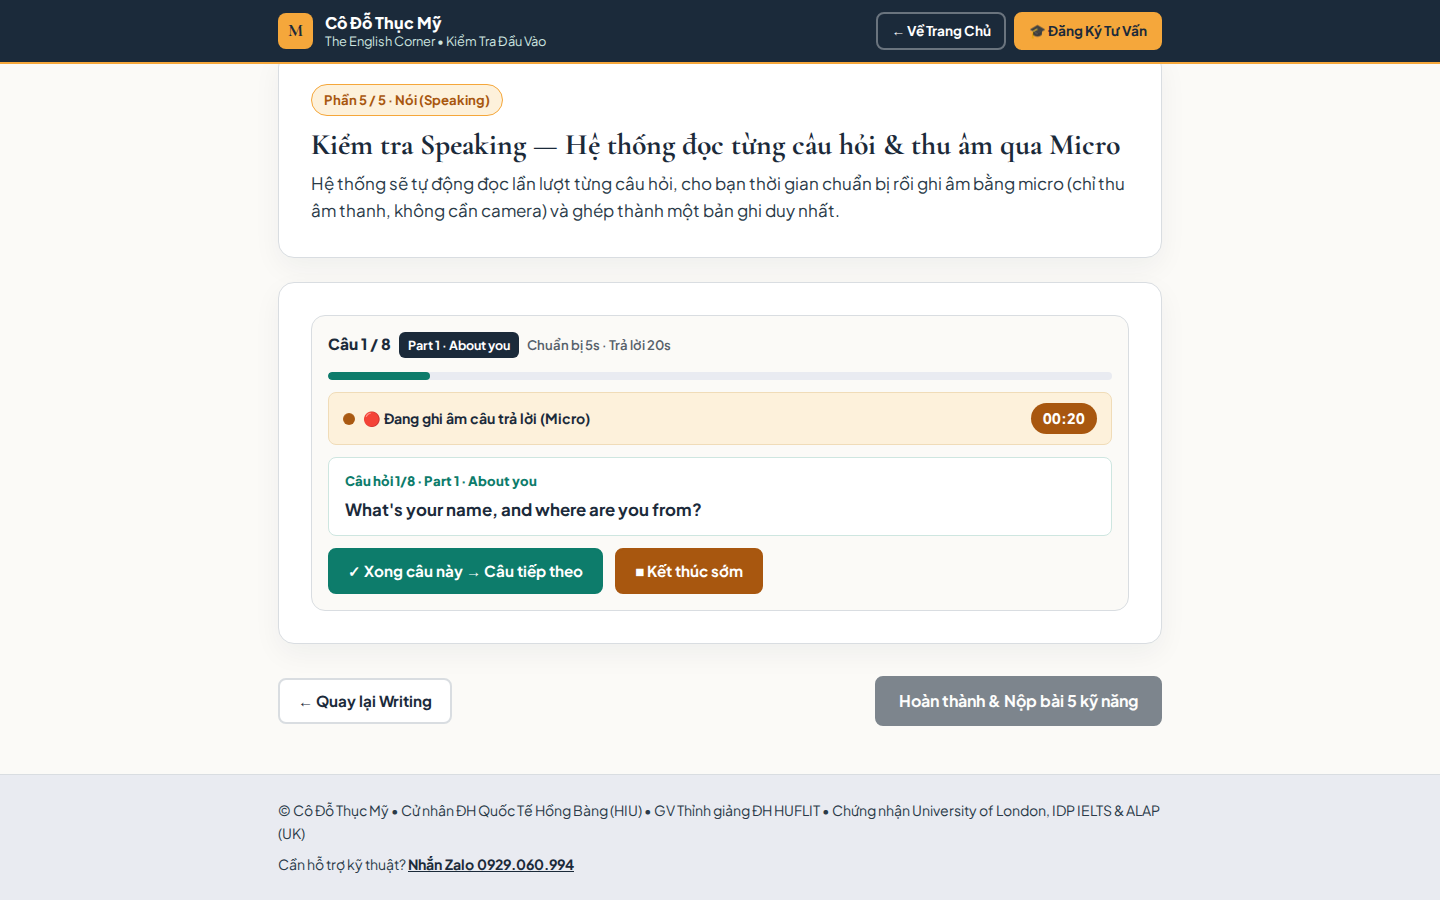 M
Cô Đỗ Thục Mỹ
The English Corner • Kiểm Tra Đầu Vào
← Về Trang Chủ
🎓 Đăng Ký Tư Vấn
Phần 5 / 5 · Nói (Speaking)
Kiểm tra Speaking — Hệ thống đọc từng câu hỏi & thu âm qua Micro
Hệ thống sẽ tự động đọc lần lượt từng câu hỏi, cho bạn thời gian chuẩn bị rồi ghi âm bằng micro (chỉ thu
âm thanh, không cần camera) và ghép thành một bản ghi duy nhất.
Câu 1 / 8 Part 1 · About you Chuẩn bị 5s · Trả lời 20s
🔴 Đang ghi âm câu trả lời (Micro)
00:20
Câu hỏi 1/8 · Part 1 · About you
What's your name, and where are you from?
✓ Xong câu này → Câu tiếp theo
■ Kết thúc sớm
← Quay lại Writing
Hoàn thành & Nộp bài 5 kỹ năng
© Cô Đỗ Thục Mỹ • Cử nhân ĐH Quốc Tế Hồng Bàng (HIU) • GV Thỉnh giảng ĐH HUFLIT • Chứng nhận University of London, IDP IELTS & ALAP
(UK)
Cần hỗ trợ kỹ thuật? Nhắn Zalo 0929.060.994